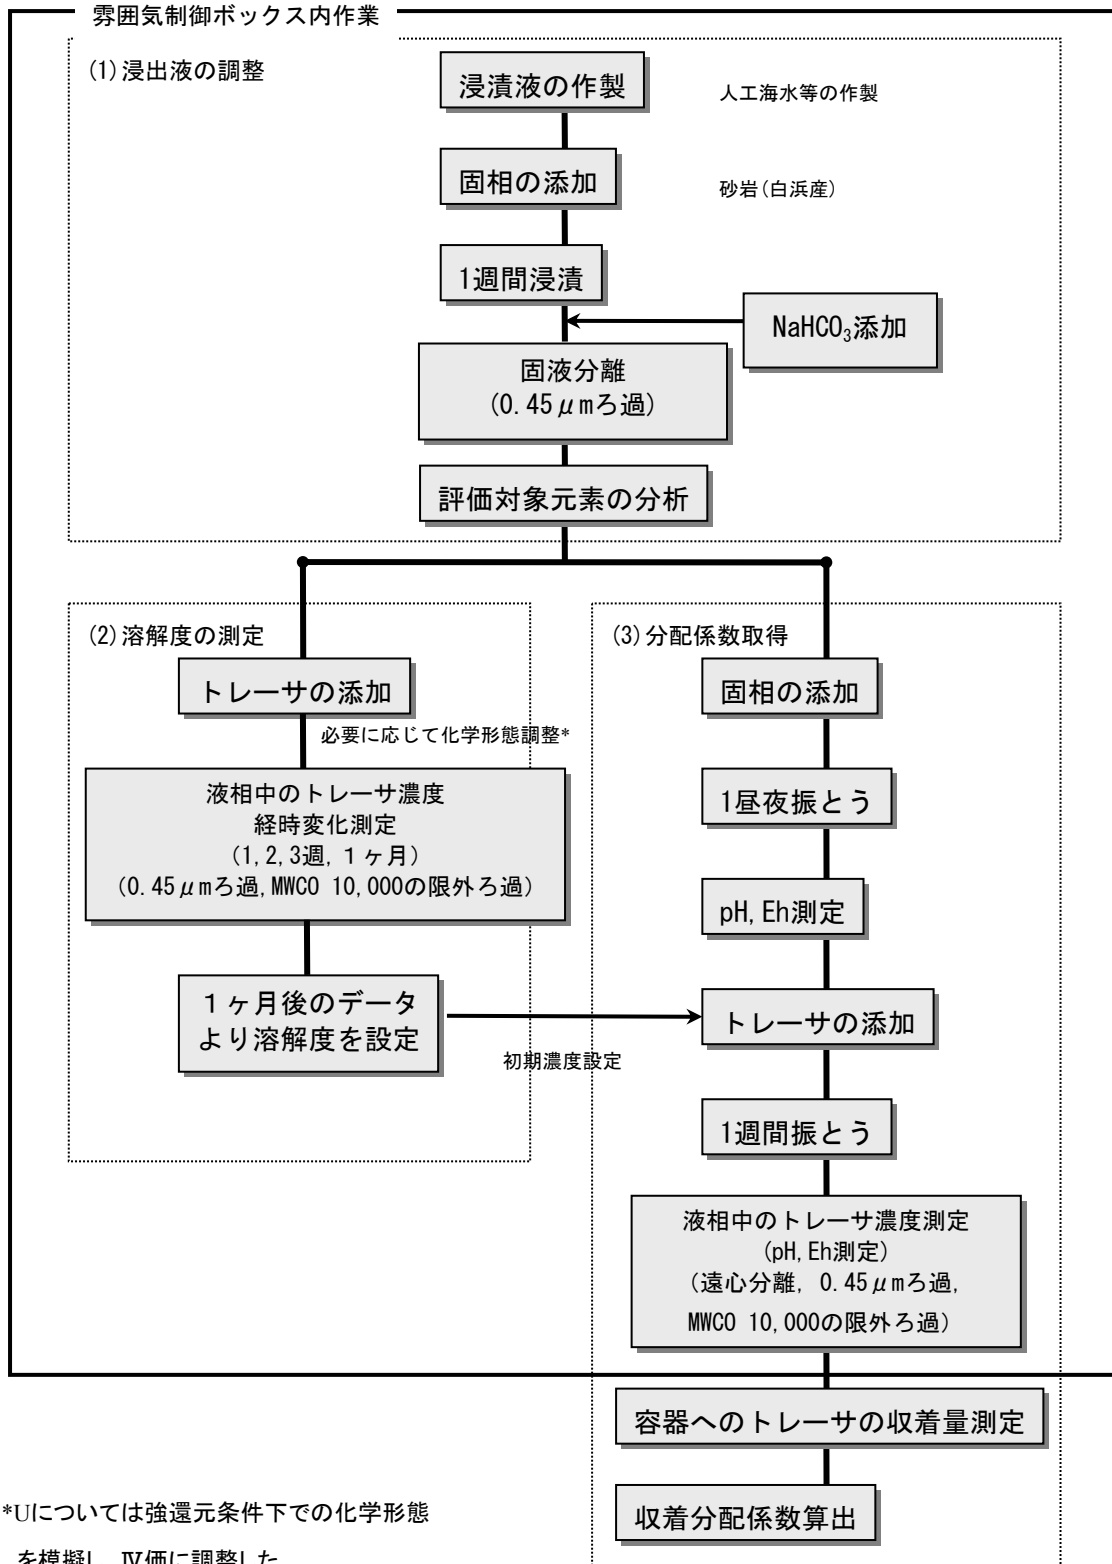 雰囲気制御ボックス内作業
(1)浸出液の調整
浸漬液の作製
人工海水等の作製
固相の添加
砂岩(白浜産)
1週間浸漬
NaHCO₃添加
固液分離
(0.45μmろ過)
評価対象元素の分析
(2)溶解度の測定
トレーサの添加
必要に応じて化学形態調整*
液相中のトレーサ濃度
経時変化測定
(1,2,3週,１ヶ月)
(0.45μmろ過,MWCO 10,000の限外ろ過)
１ヶ月後のデータ
より溶解度を設定
初期濃度設定
(3)分配係数取得
固相の添加
1昼夜振とう
pH,Eh測定
トレーサの添加
1週間振とう
液相中のトレーサ濃度測定
(pH,Eh測定)
(遠心分離, 0.45μmろ過,
MWCO 10,000の限外ろ過)
容器へのトレーサの収着量測定
収着分配係数算出
*Uについては強還元条件下での化学形態
を模擬し、Ⅳ価に調整した